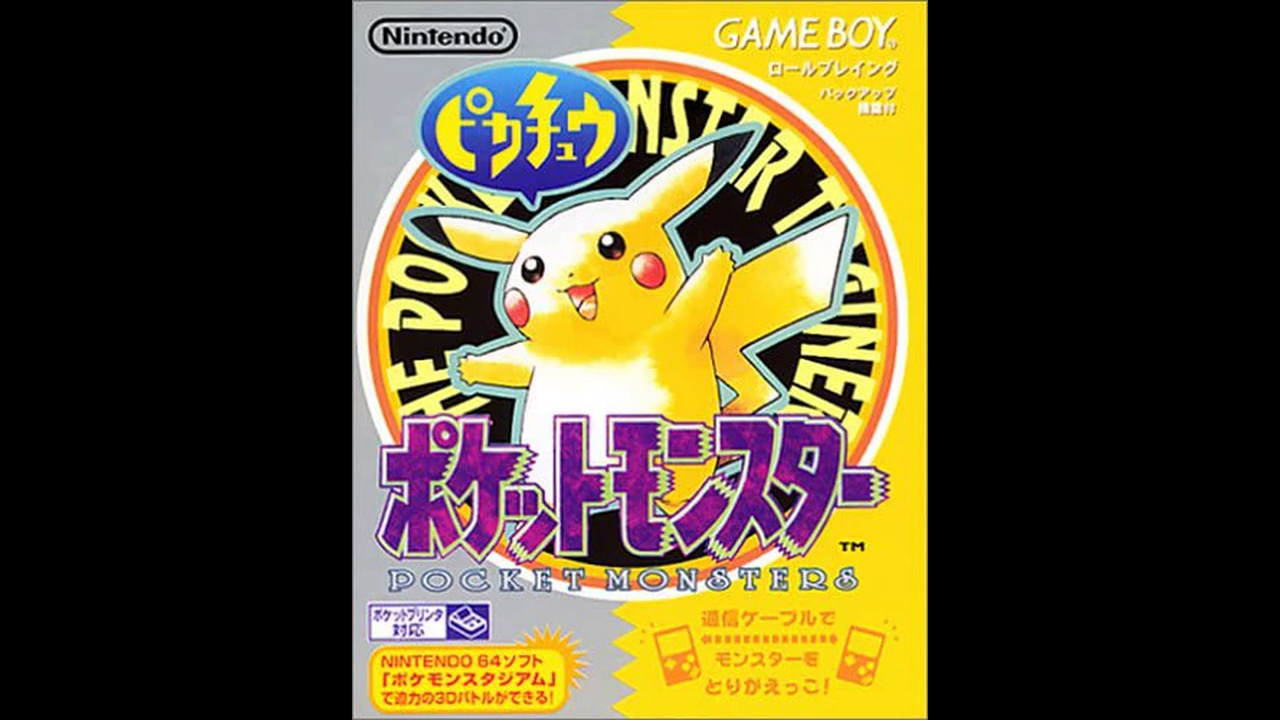 Nintendo®
GAME BOY®
ロールプレイング
バックアップ
機能付
ピカチュウ
ポケットモンスター
TM
POCKET MONSTERS
ポケットプリンタ
対応
NINTENDO 64ソフト
「ポケモンスタジアム」
で迫力の3Dバトルができる!
通信ケーブルで
モンスターを
とりかえっこ!